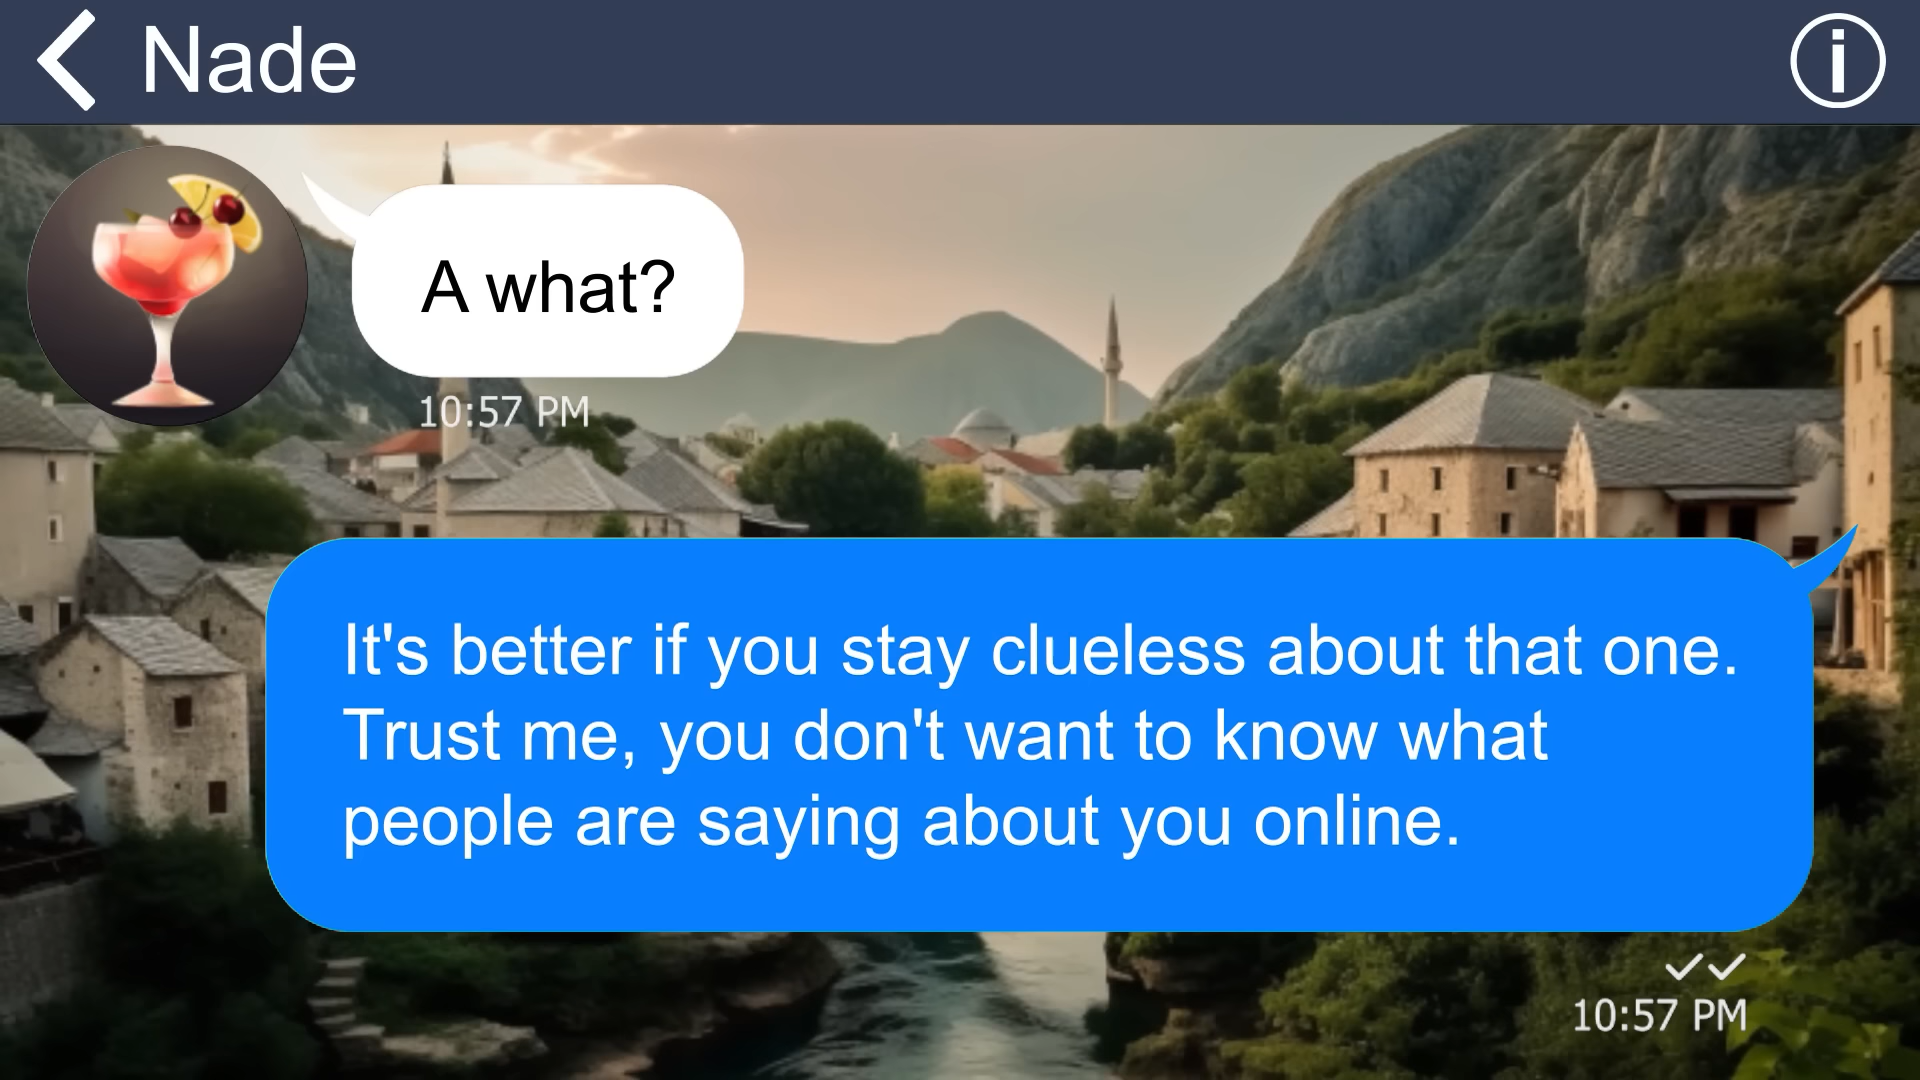 Nade
A what?
10:57 PM
It's better if you stay clueless about that one.
Trust me, you don't want to know what
people are saying about you online.
10:57 PM